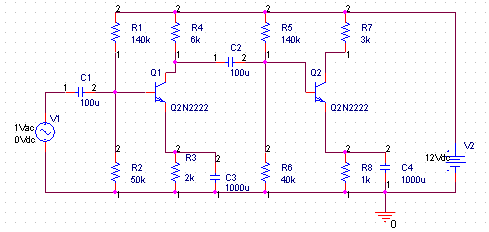 2 2 2 2 2
R1 R4 R5 R7
140k 6k 140k 3k
1 1 C2 1 1
1 2
100u
C1 Q1 Q2
1 2
100u Q2N2222 Q2N2222
V1
1Vac
0Vdc
2 2 2 2 2 2
R2 R3 R6 R8 C4 V2
50k 2k C3 40k 1k 1000u 12Vdc
1000u
1 1 1 1 1 1
0